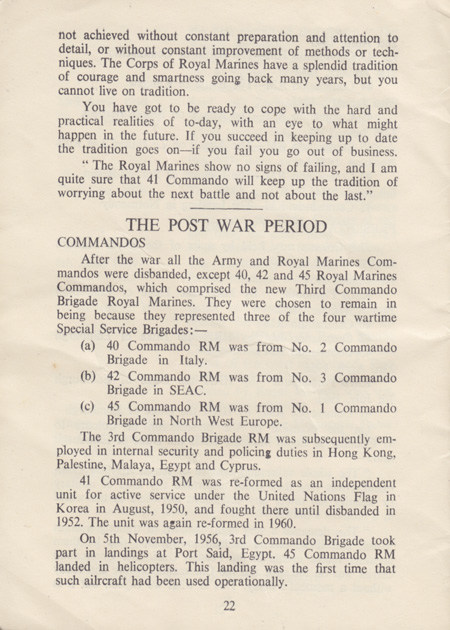 not achieved without constant preparation and attention to
detail, or without constant improvement of methods or tech-
niques. The Corps of Royal Marines have a splendid tradition
of courage and smartness going back many years, but you
cannot live on tradition.
You have got to be ready to cope with the hard and
practical realities of to-day, with an eye to what might
happen in the future. If you succeed in keeping up to date
the tradition goes on—if you fail you go out of business.
“ The Royal Marines show no signs of failing, and I am
quite sure that 41 Commando will keep up the tradition of
worrying about the next battle and not about the last.”
THE POST WAR PERIOD
COMMANDOS
After the war all the Army and Royal Marines Com-
mandos were disbanded, except 40, 42 and 45 Royal Marines
Commandos, which comprised the new Third Commando
Brigade Royal Marines. They were chosen to remain in
being because they represented three of the four wartime
Special Service Brigades:—
(a) 40 Commando RM was from No. 2 Commando
Brigade in Italy.
(b) 42 Commando RM was from No. 3 Commando
Brigade in SEAC.
(c) 45 Commando RM was from No. 1 Commando
Brigade in North West Europe.
The 3rd Commando Brigade RM was subsequently em-
ployed in internal security and policing duties in Hong Kong,
Palestine, Malaya, Egypt and Cyprus.
41 Commando RM was re-formed as an independent
unit for active service under the United Nations Flag in
Korea in August, 1950, and fought there until disbanded in
1952. The unit was again re-formed in 1960.
On 5th November, 1956, 3rd Commando Brigade took
part in landings at Port Said, Egypt. 45 Commando RM
landed in helicopters. This landing was the first time that
such ailrcraft had been used operationally.
22